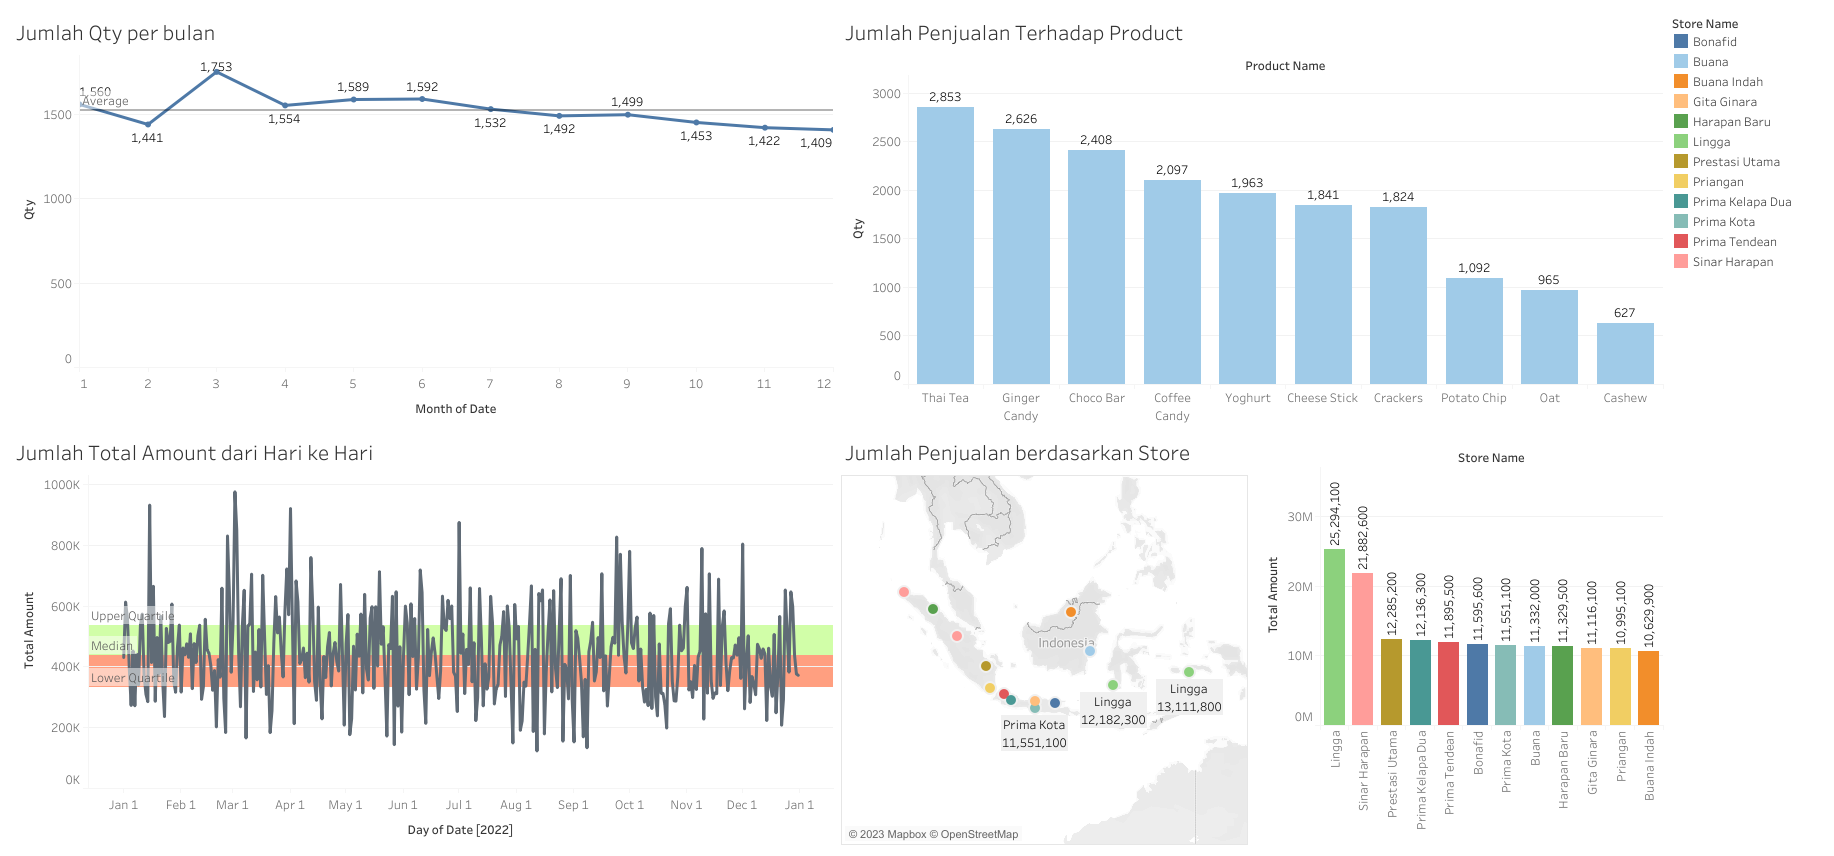 Jumlah Qty per bulan
Qty
1500
1000
500
0
1,560
Average
1,441
1,753
1,554
1,589
1,592
1,532
1,492
1,499
1,453
1,422
1,409
1 2 3 4 5 6 7 8 9 10 11 12
Month of Date
Jumlah Penjualan Terhadap Product
Product Name
Qty
3000
2500
2000
1500
1000
500
0
2,853
2,626
2,408
2,097
1,963
1,841
1,824
1,092
965
627
Thai Tea
Ginger
Candy
Choco Bar
Coffee
Candy
Yoghurt
Cheese Stick
Crackers
Potato Chip
Oat
Cashew
Store Name
Bonafid
Buana
Buana Indah
Gita Ginara
Harapan Baru
Lingga
Prestasi Utama
Priangan
Prima Kelapa Dua
Prima Kota
Prima Tendean
Sinar Harapan
Jumlah Total Amount dari Hari ke Hari
Total Amount
1000K
800K
600K
400K
200K
0K
Upper Quartile
Median
Lower Quartile
Jan 1 Feb 1 Mar 1 Apr 1 May 1 Jun 1 Jul 1 Aug 1 Sep 1 Oct 1 Nov 1 Dec 1 Jan 1
Day of Date [2022]
Jumlah Penjualan berdasarkan Store
Indonesia
Lingga
13,111,800
Lingga
12,182,300
Prima Kota
11,551,100
© 2023 Mapbox © OpenStreetMap
Store Name
Total Amount
30M
20M
10M
0M
25,294,100
21,882,600
12,285,200
12,136,300
11,895,500
11,595,600
11,551,100
11,332,000
11,329,500
11,116,100
10,995,100
10,629,900
Lingga
Sinar Harapan
Prestasi Utama
Prima Kelapa Dua
Prima Tendean
Bonafid
Prima Kota
Buana
Harapan Baru
Gita Ginara
Priangan
Buana Indah